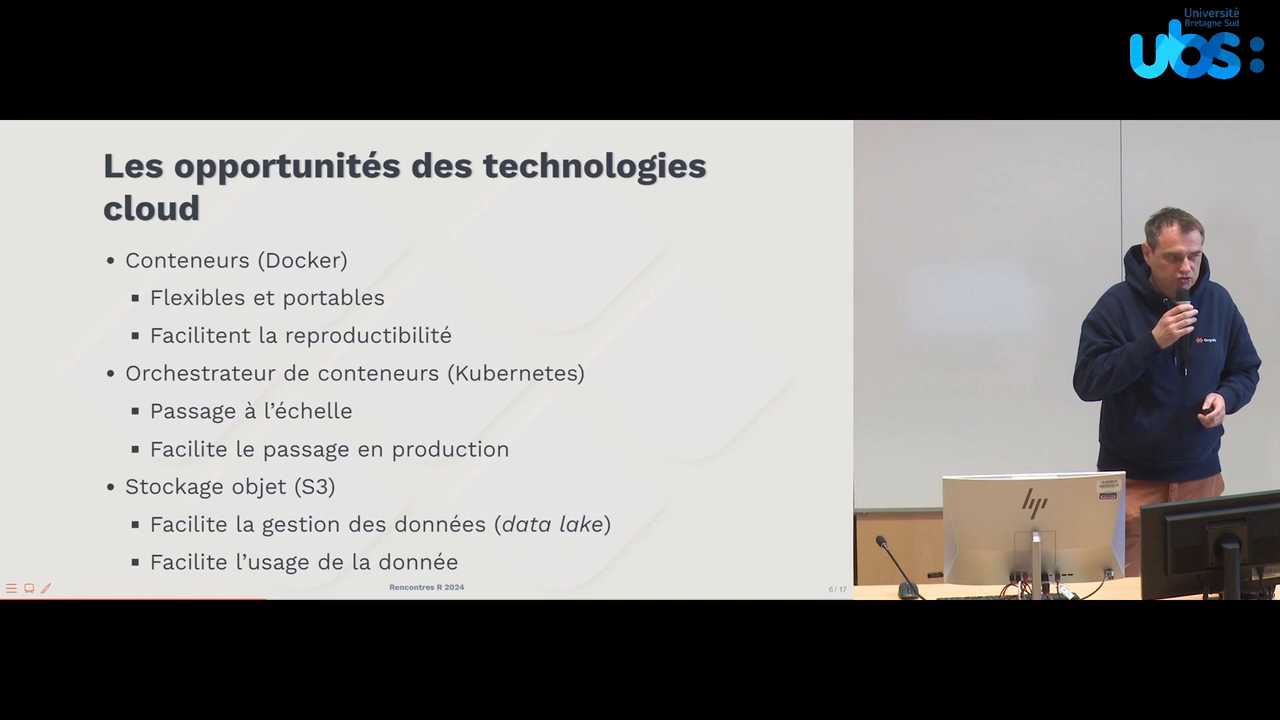 Université
Bretagne Sud
ubs:
Les opportunités des technologies
cloud
• Conteneurs (Docker)
▪ Flexibles et portables
▪ Facilitent la reproductibilité
• Orchestrateur de conteneurs (Kubernetes)
▪ Passage à l’échelle
▪ Facilite le passage en production
• Stockage objet (S3)
▪ Facilite la gestion des données (data lake)
▪ Facilite l’usage de la donnée
Rencontres R 2024
6 / 17
hp